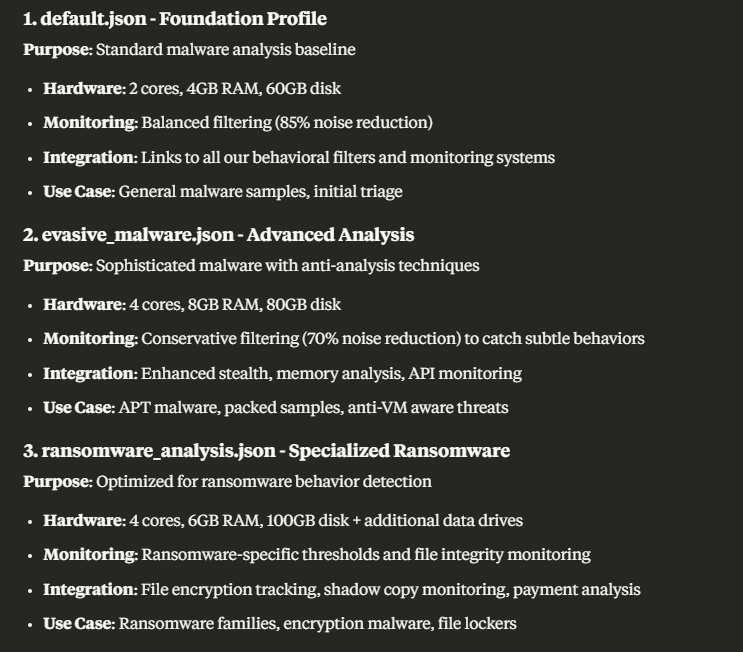 1. default.json - Foundation Profile
Purpose: Standard malware analysis baseline
• Hardware: 2 cores, 4GB RAM, 60GB disk
• Monitoring: Balanced filtering (85% noise reduction)
• Integration: Links to all our behavioral filters and monitoring systems
• Use Case: General malware samples, initial triage
2. evasive_malware.json - Advanced Analysis
Purpose: Sophisticated malware with anti-analysis techniques
• Hardware: 4 cores, 8GB RAM, 80GB disk
• Monitoring: Conservative filtering (70% noise reduction) to catch subtle behaviors
• Integration: Enhanced stealth, memory analysis, API monitoring
• Use Case: APT malware, packed samples, anti-VM aware threats
3. ransomware_analysis.json - Specialized Ransomware
Purpose: Optimized for ransomware behavior detection
• Hardware: 4 cores, 6GB RAM, 100GB disk + additional data drives
• Monitoring: Ransomware-specific thresholds and file integrity monitoring
• Integration: File encryption tracking, shadow copy monitoring, payment analysis
• Use Case: Ransomware families, encryption malware, file lockers